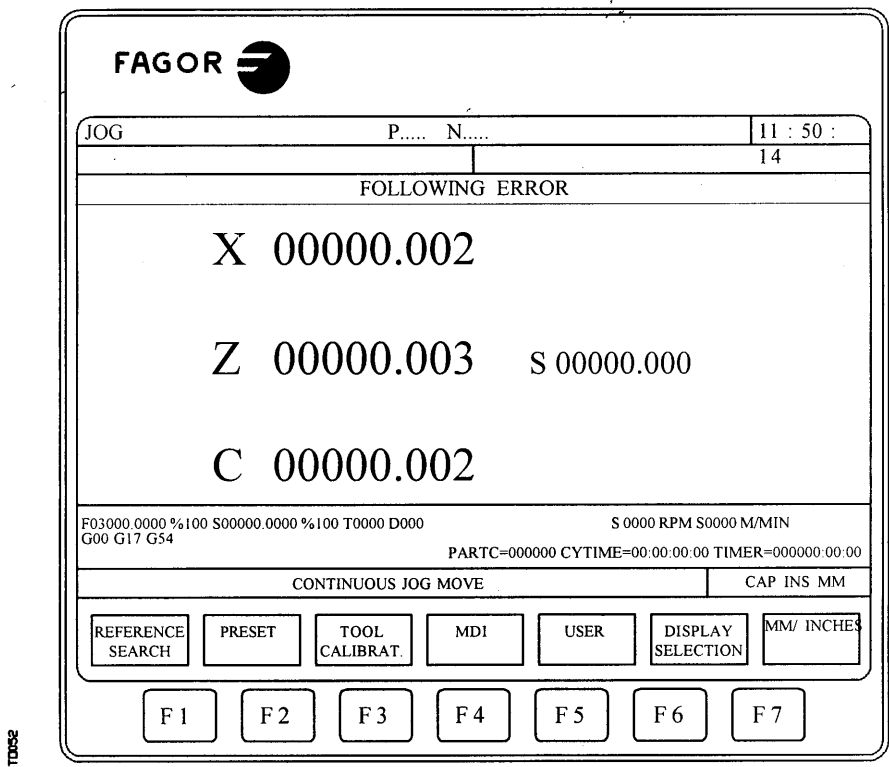 FAGOR
JOG P..... N..... 11 : 50 :
14
FOLLOWING ERROR
X 00000.002
Z 00000.003 S 00000.000
C 00000.002
F03000.0000 %100 S00000.0000 %100 T0000 D000 S 0000 RPM S0000 M/MIN
G00 G17 G54
PARTC=000000 CYTIME=00:00:00:00 TIMER=000000:00:00
CONTINUOUS JOG MOVE CAP INS MM
REFERENCE SEARCH PRESET TOOL CALIBRAT. MDI USER DISPLAY SELECTION MM/ INCHES
F1 F2 F3 F4 F5 F6 F7
T0052